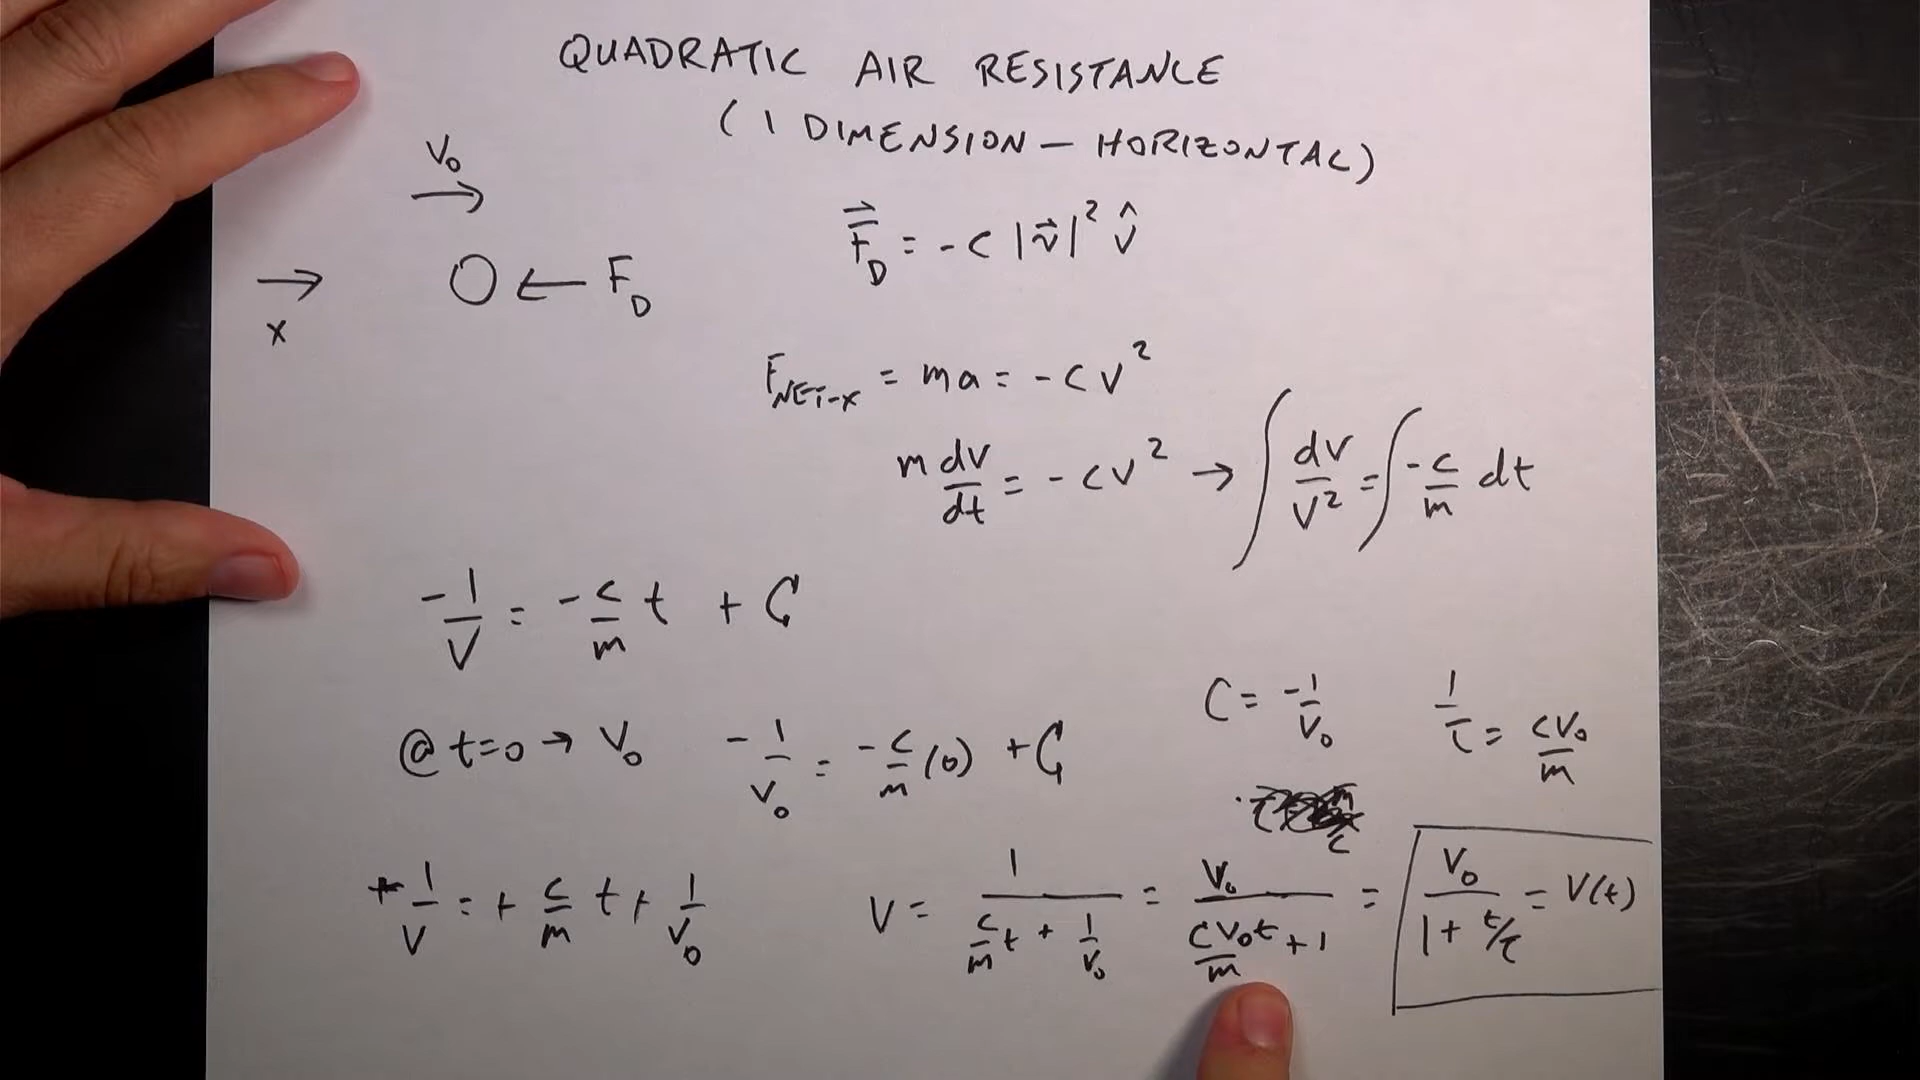 QUADRATIC AIR RESISTANCE
(1 DIMENSION – HORIZONTAL)
V₀ →
→ x
O ← F_D
F⃗_D = -c |v⃗|² v̂
F_NET-x = ma = -cv²
m dv/dt = -cv² → ∫ dv/v² = ∫ -c/m dt
-1/v = -c/m t + C
@ t=0 → V₀ -1/V₀ = -c/m (0) + C
C = -1/V₀ 1/τ = cV₀/m
+1/v = + c/m t + 1/V₀
V = 1/(c/m t + 1/V₀) = V₀/(cV₀t/m + 1) = V₀/(1 + t/τ) = V(t)